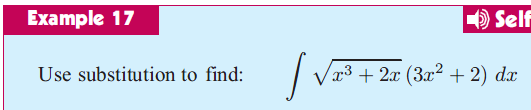 Example 17
Self
Use substitution to find: ∫ √(x³ + 2x) (3x² + 2) dx